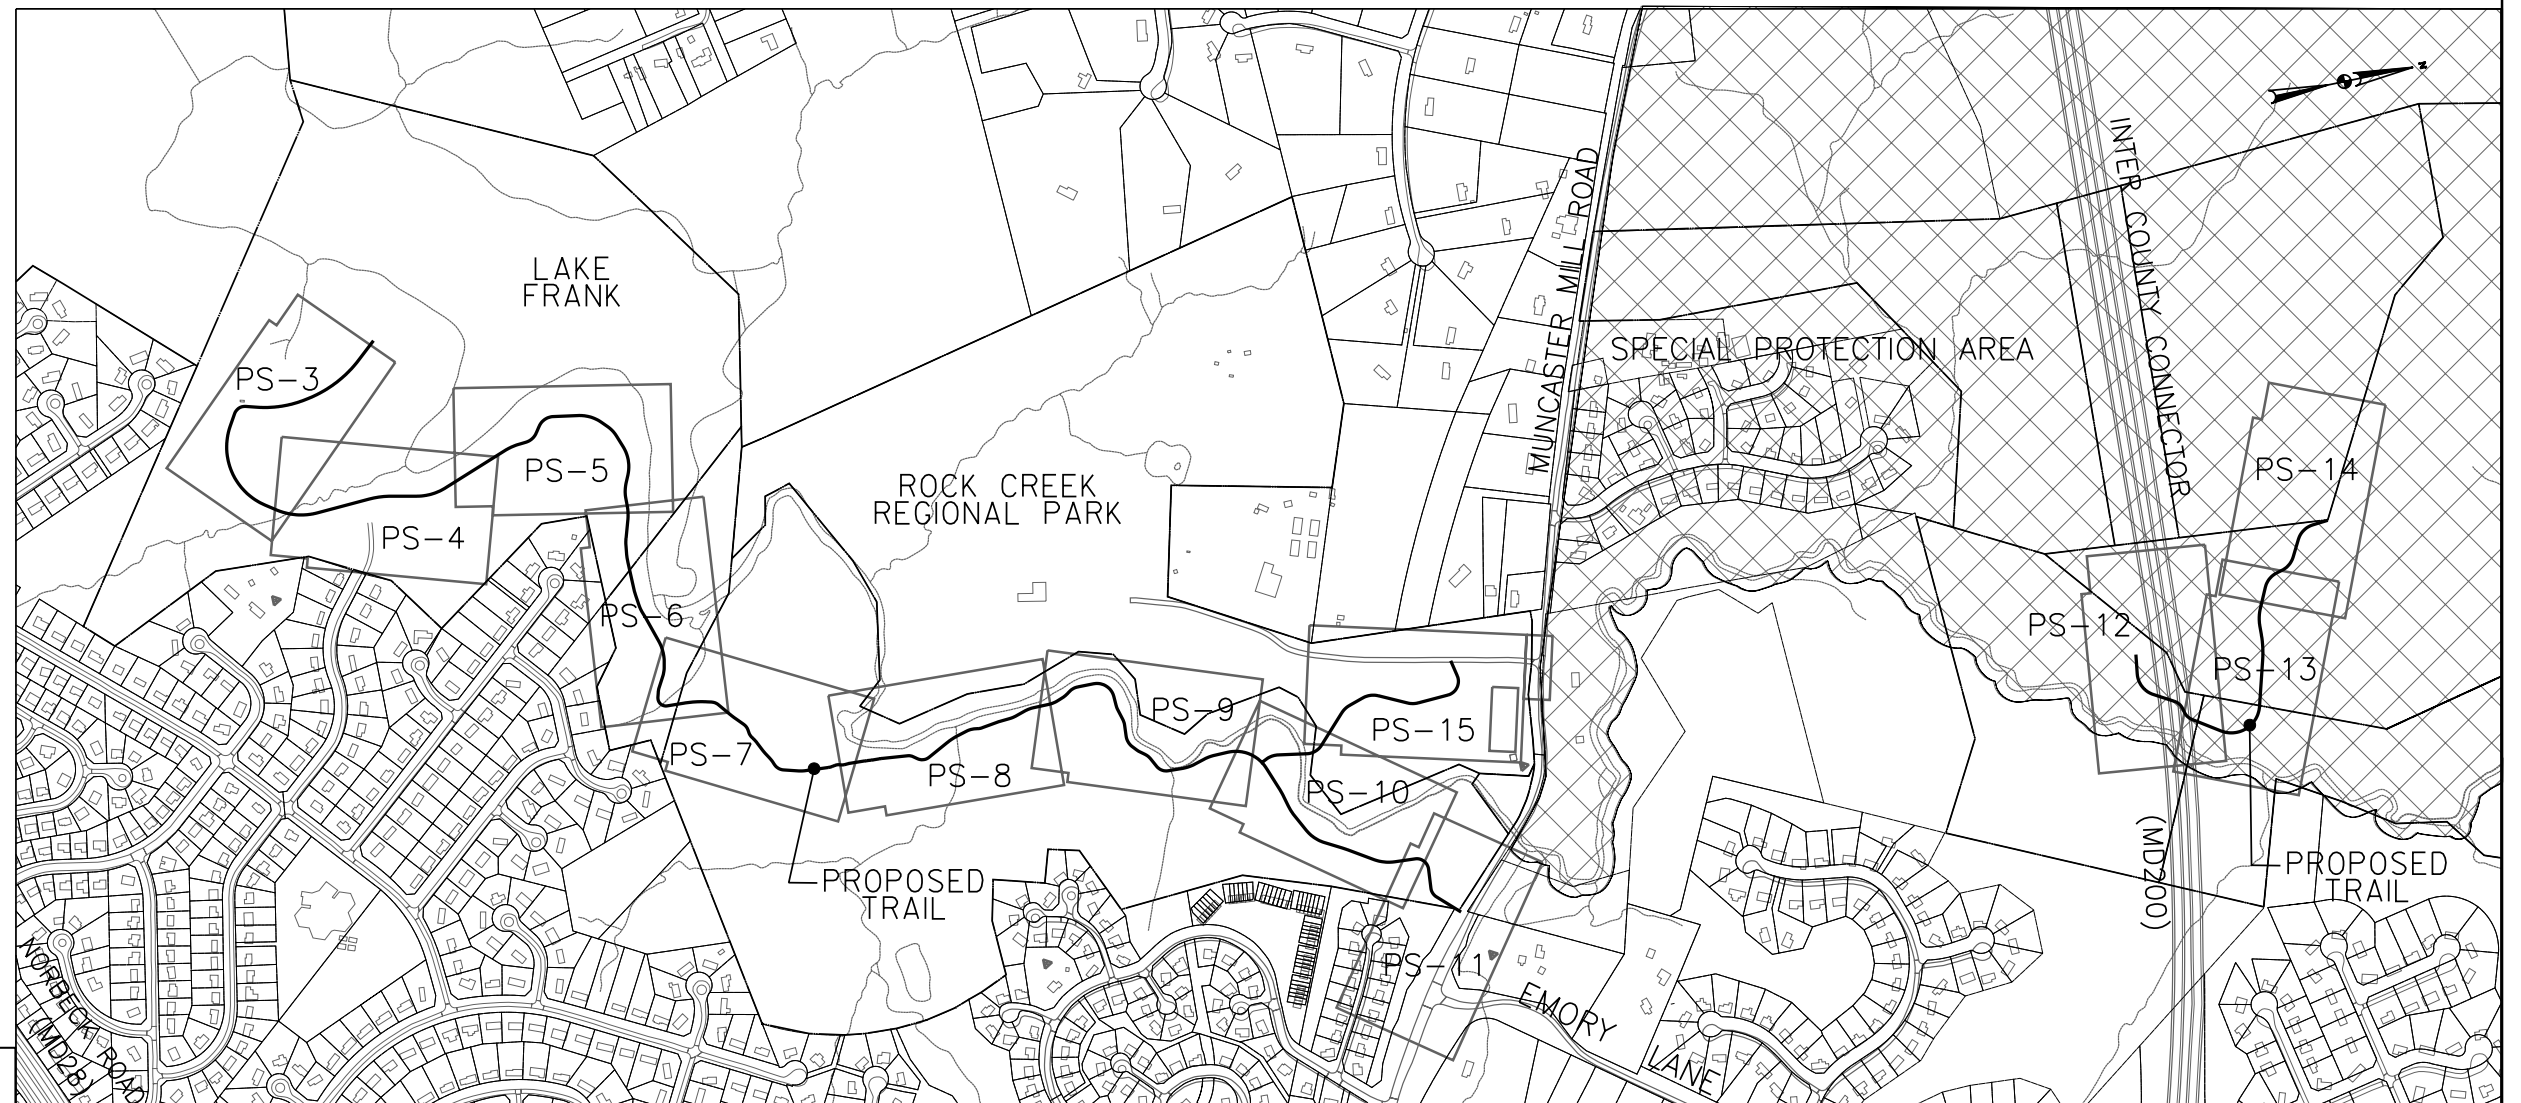 N
INTER COUNTY CONNECTOR
LAKE
FRANK
MUNCASTER MILL ROAD
SPECIAL PROTECTION AREA
PS-3
PS-5
PS-14
ROCK CREEK
REGIONAL PARK
PS-4
PS-6
PS-12
PS-13
PS-9
PS-15
PS-7
PS-8
PS-10
(MD200)
PROPOSED
TRAIL
PROPOSED
TRAIL
PS-11
NORBECK ROAD
(MD28)
EMORY
LANE